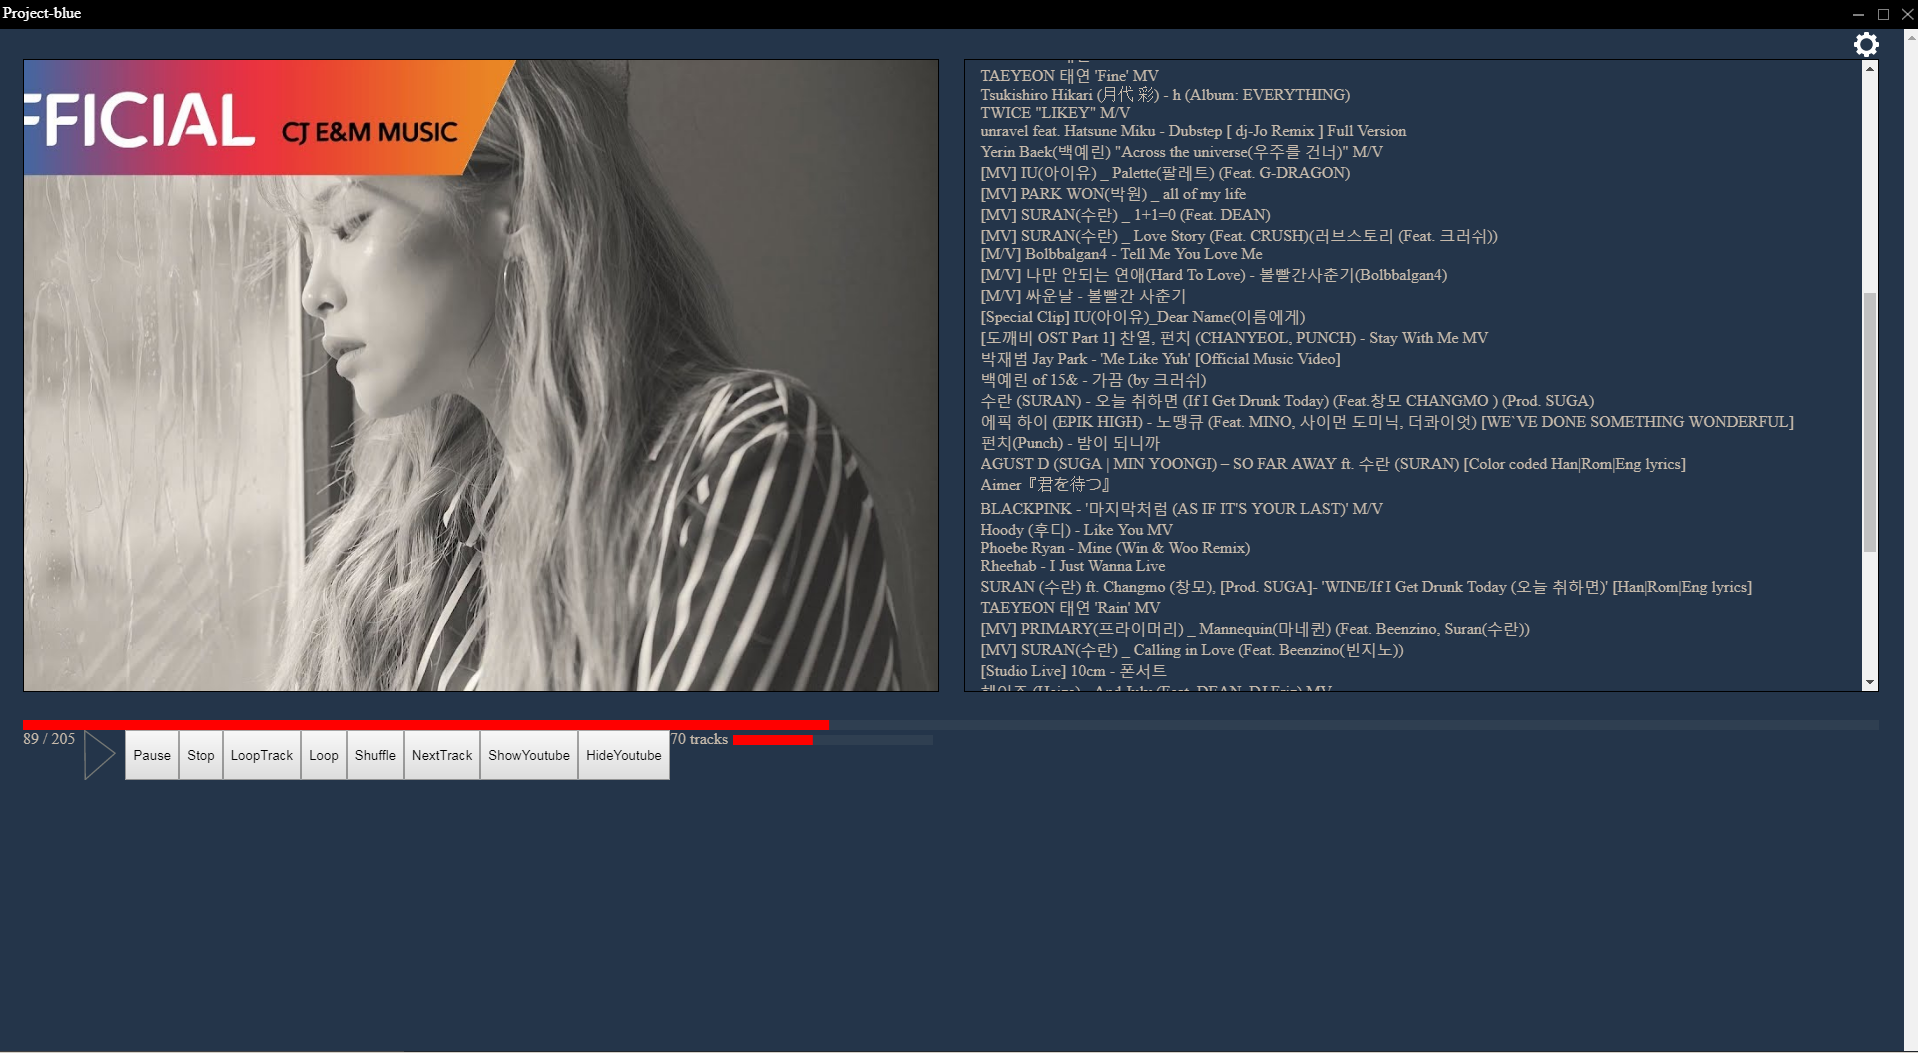 Project-blue
FFICIAL CJ E&M MUSIC
TAEYEON 태연 'Fine' MV
Tsukishiro Hikari (月代 彩) - h (Album: EVERYTHING)
TWICE "LIKEY" M/V
unravel feat. Hatsune Miku - Dubstep [ dj-Jo Remix ] Full Version
Yerin Baek(백예린) "Across the universe(우주를 건너)" M/V
[MV] IU(아이유) _ Palette(팔레트) (Feat. G-DRAGON)
[MV] PARK WON(박원) _ all of my life
[MV] SURAN(수란) _ 1+1=0 (Feat. DEAN)
[MV] SURAN(수란) _ Love Story (Feat. CRUSH)(러브스토리 (Feat. 크러쉬))
[M/V] Bolbbalgan4 - Tell Me You Love Me
[M/V] 나만 안되는 연애(Hard To Love) - 볼빨간사춘기(Bolbbalgan4)
[M/V] 싸운날 - 볼빨간 사춘기
[Special Clip] IU(아이유)_Dear Name(이름에게)
[도깨비 OST Part 1] 찬열, 펀치 (CHANYEOL, PUNCH) - Stay With Me MV
박재범 Jay Park - 'Me Like Yuh' [Official Music Video]
백예린 of 15& - 가끔 (by 크러쉬)
수란 (SURAN) - 오늘 취하면 (If I Get Drunk Today) (Feat.창모 CHANGMO ) (Prod. SUGA)
에픽 하이 (EPIK HIGH) - 노땡큐 (Feat. MINO, 사이먼 도미닉, 더콰이엇) [WE`VE DONE SOMETHING WONDERFUL]
펀치(Punch) - 밤이 되니까
AGUST D (SUGA | MIN YOONGI) – SO FAR AWAY ft. 수란 (SURAN) [Color coded Han|Rom|Eng lyrics]
Aimer『君を待つ』
BLACKPINK - '마지막처럼 (AS IF IT'S YOUR LAST)' M/V
Hoody (후디) - Like You MV
Phoebe Ryan - Mine (Win & Woo Remix)
Rheehab - I Just Wanna Live
SURAN (수란) ft. Changmo (창모), [Prod. SUGA]- 'WINE/If I Get Drunk Today (오늘 취하면)' [Han|Rom|Eng lyrics]
TAEYEON 태연 'Rain' MV
[MV] PRIMARY(프라이머리) _ Mannequin(마네퀸) (Feat. Beenzino, Suran(수란))
[MV] SURAN(수란) _ Calling in Love (Feat. Beenzino(빈지노))
[Studio Live] 10cm - 폰서트
89 / 205
Pause Stop LoopTrack Loop Shuffle NextTrack ShowYoutube HideYoutube
70 tracks